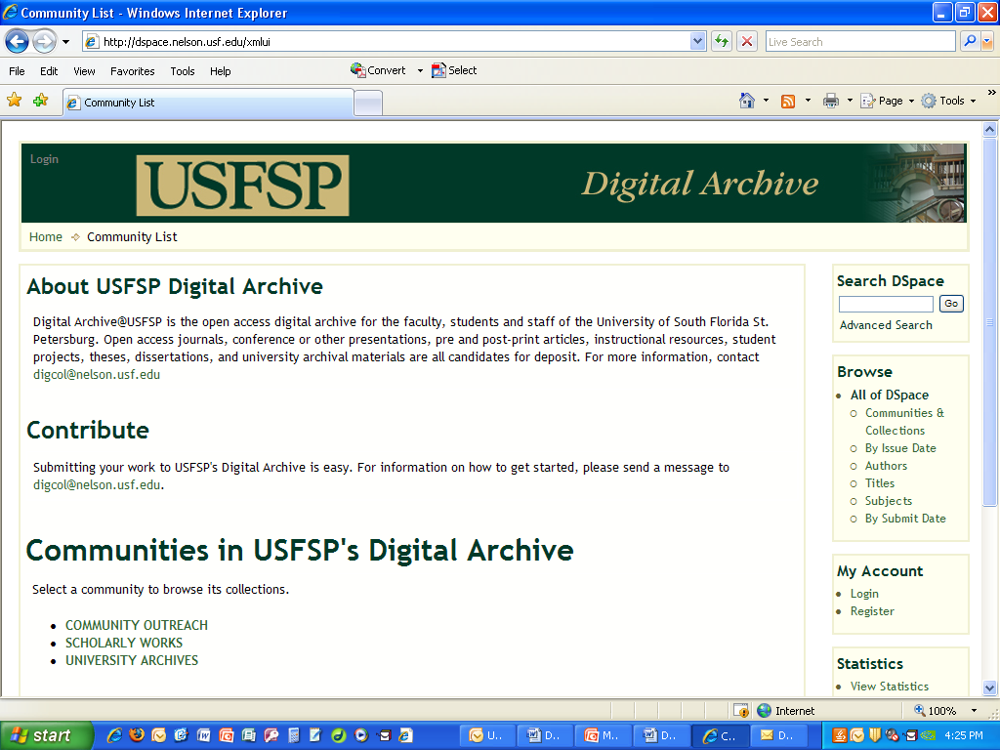 Community List - Windows Internet Explorer
http://dspace.nelson.usf.edu/xmlui
Live Search
File Edit View Favorites Tools Help
Convert Select
Community List
Page Tools »
Login
USFSP
Digital Archive
Home Community List
About USFSP Digital Archive
Digital Archive@USFSP is the open access digital archive for the faculty, students and staff of the University of South Florida St.
Petersburg. Open access journals, conference or other presentations, pre and post-print articles, instructional resources, student
projects, theses, dissertations, and university archival materials are all candidates for deposit. For more information, contact
digcol@nelson.usf.edu
Contribute
Submitting your work to USFSP's Digital Archive is easy. For information on how to get started, please send a message to
digcol@nelson.usf.edu.
Communities in USFSP's Digital Archive
Select a community to browse its collections.
COMMUNITY OUTREACH
SCHOLARLY WORKS
UNIVERSITY ARCHIVES
Search DSpace
Go
Advanced Search
Browse
All of DSpace
Communities &
Collections
By Issue Date
Authors
Titles
Subjects
By Submit Date
My Account
Login
Register
Statistics
View Statistics
Internet
100%
start
U...
D...
M...
D...
C...
D...
4:25 PM